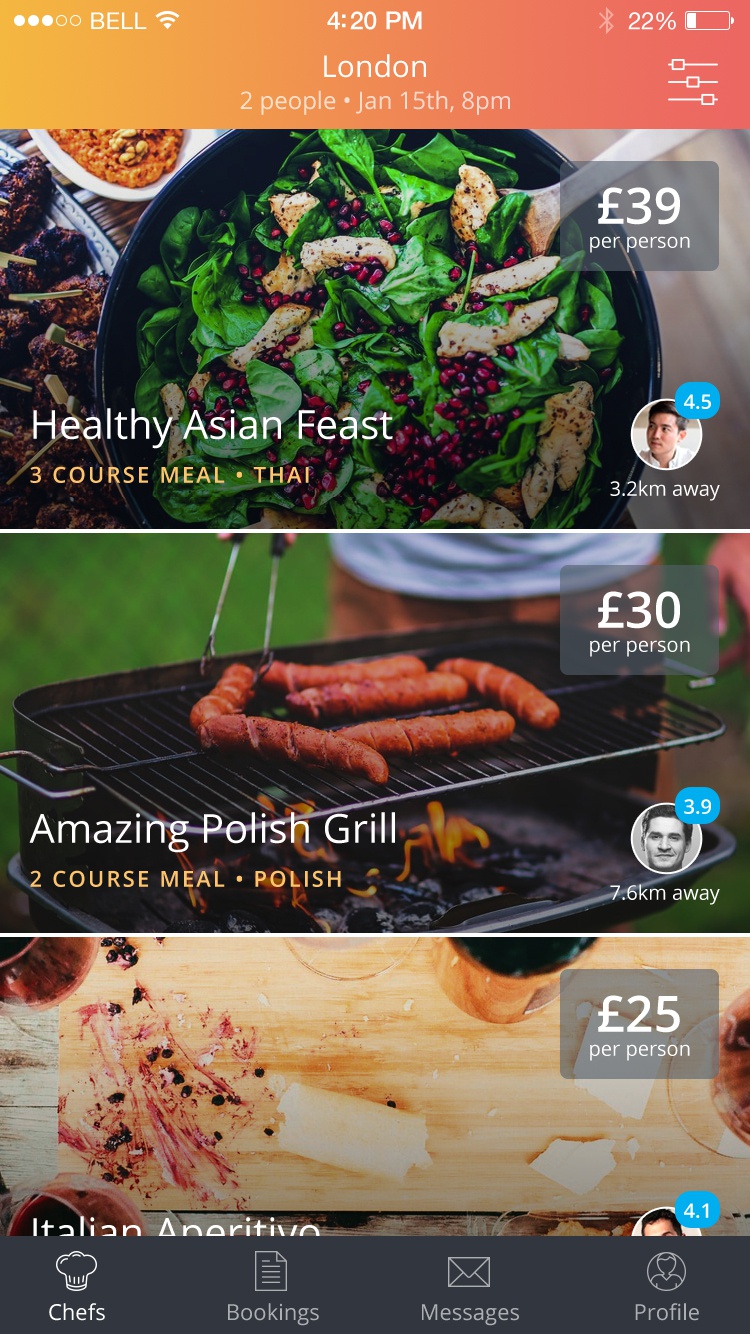 BELL 4:20 PM 22%
London
2 people • Jan 15th, 8pm
£39
per person
4.5
Healthy Asian Feast
3 COURSE MEAL • THAI
3.2km away
£30
per person
3.9
Amazing Polish Grill
2 COURSE MEAL • POLISH
7.6km away
£25
per person
4.1
Italian Aperitivo
Chefs Bookings Messages Profile